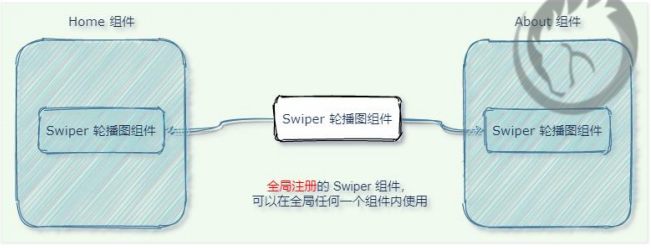 Home 组件
About 组件
Swiper 轮播图组件
Swiper 轮播图组件
Swiper 轮播图组件
全局注册的 Swiper 组件，
可以在全局任何一个组件内使用